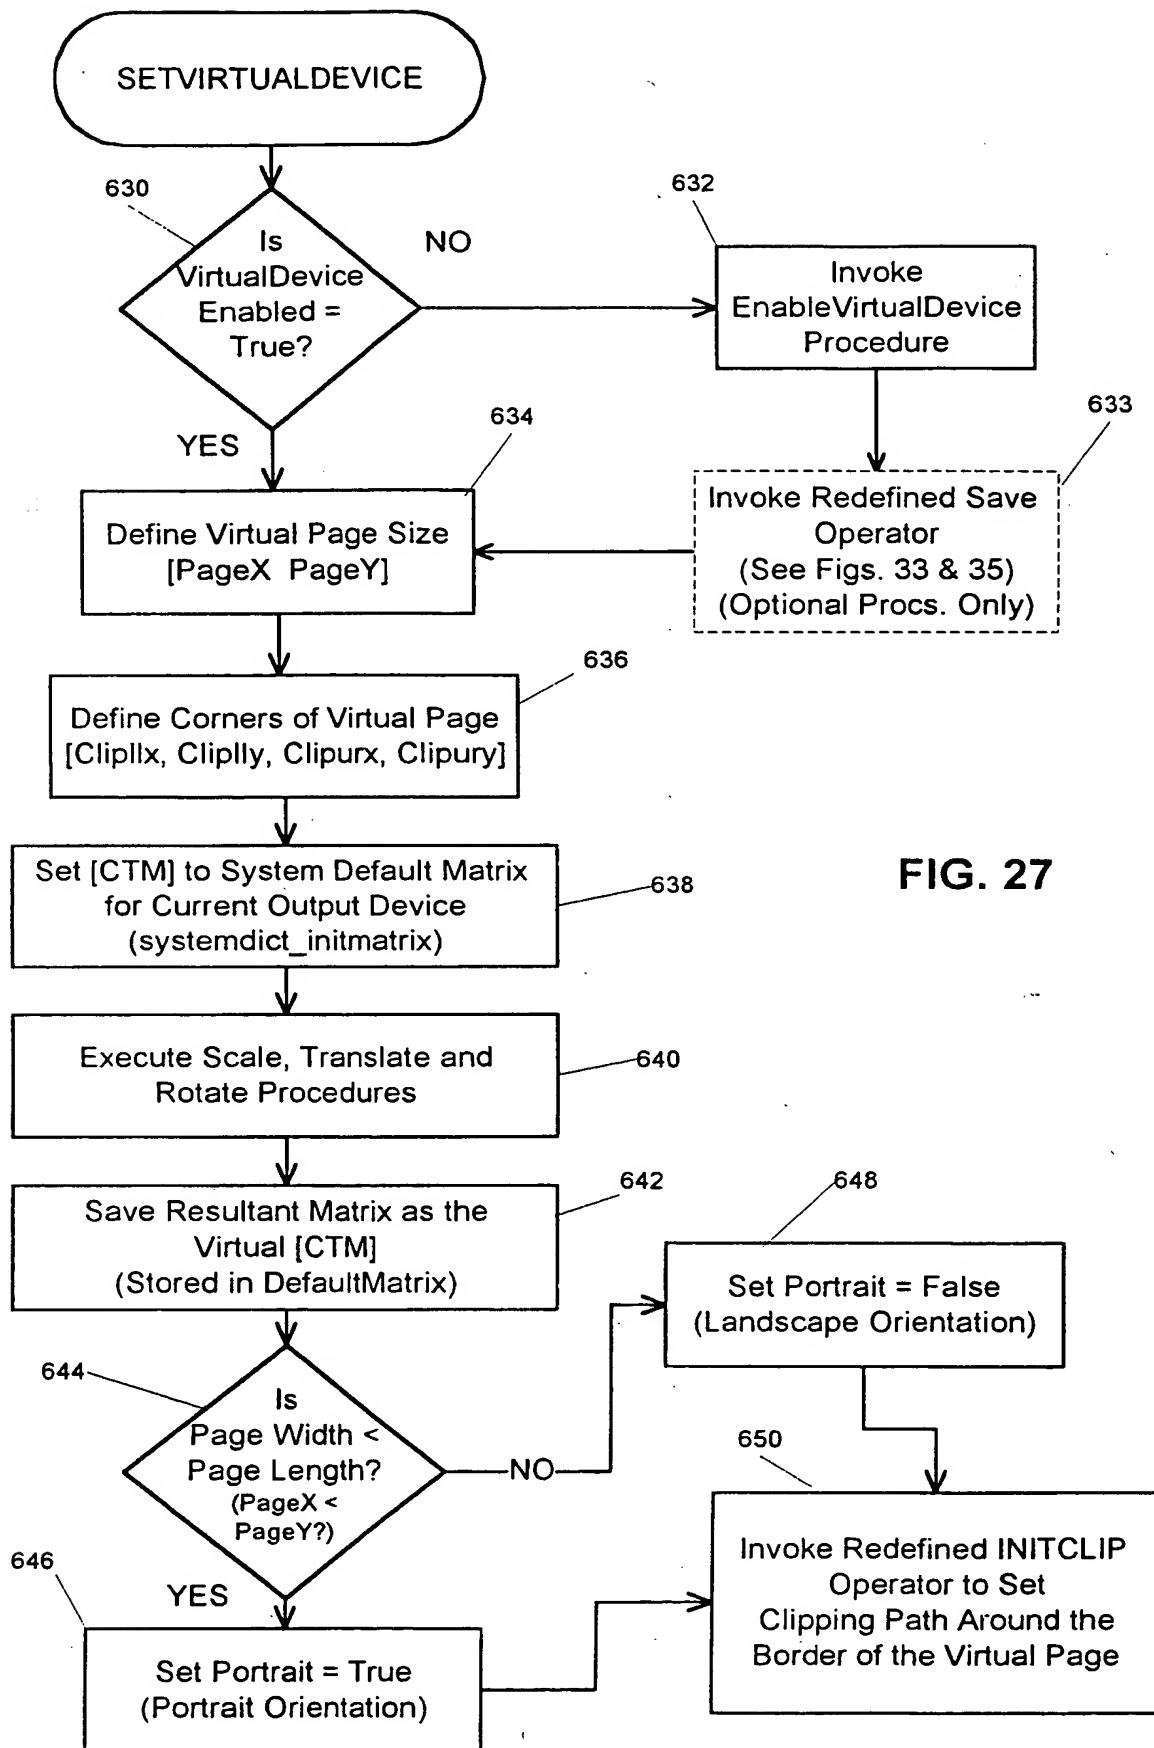 SETVIRTUALDEVICE
630
Is
VirtualDevice
Enabled =
True?
NO
632
Invoke
EnableVirtualDevice
Procedure
633
Invoke Redefined Save
Operator
(See Figs. 33 & 35)
(Optional Procs. Only)
YES
634
Define Virtual Page Size
[PageX PageY]
636
Define Corners of Virtual Page
[Clipllx, Cliplly, Clipurx, Clipury]
Set [CTM] to System Default Matrix
for Current Output Device
(systemdict_initmatrix)
638
FIG. 27
Execute Scale, Translate and
Rotate Procedures
640
642
Save Resultant Matrix as the
Virtual [CTM]
(Stored in DefaultMatrix)
648
Set Portrait = False
(Landscape Orientation)
644
Is
Page Width <
Page Length?
(PageX <
PageY?)
NO
650
Invoke Redefined INITCLIP
Operator to Set
Clipping Path Around the
Border of the Virtual Page
646
YES
Set Portrait = True
(Portrait Orientation)